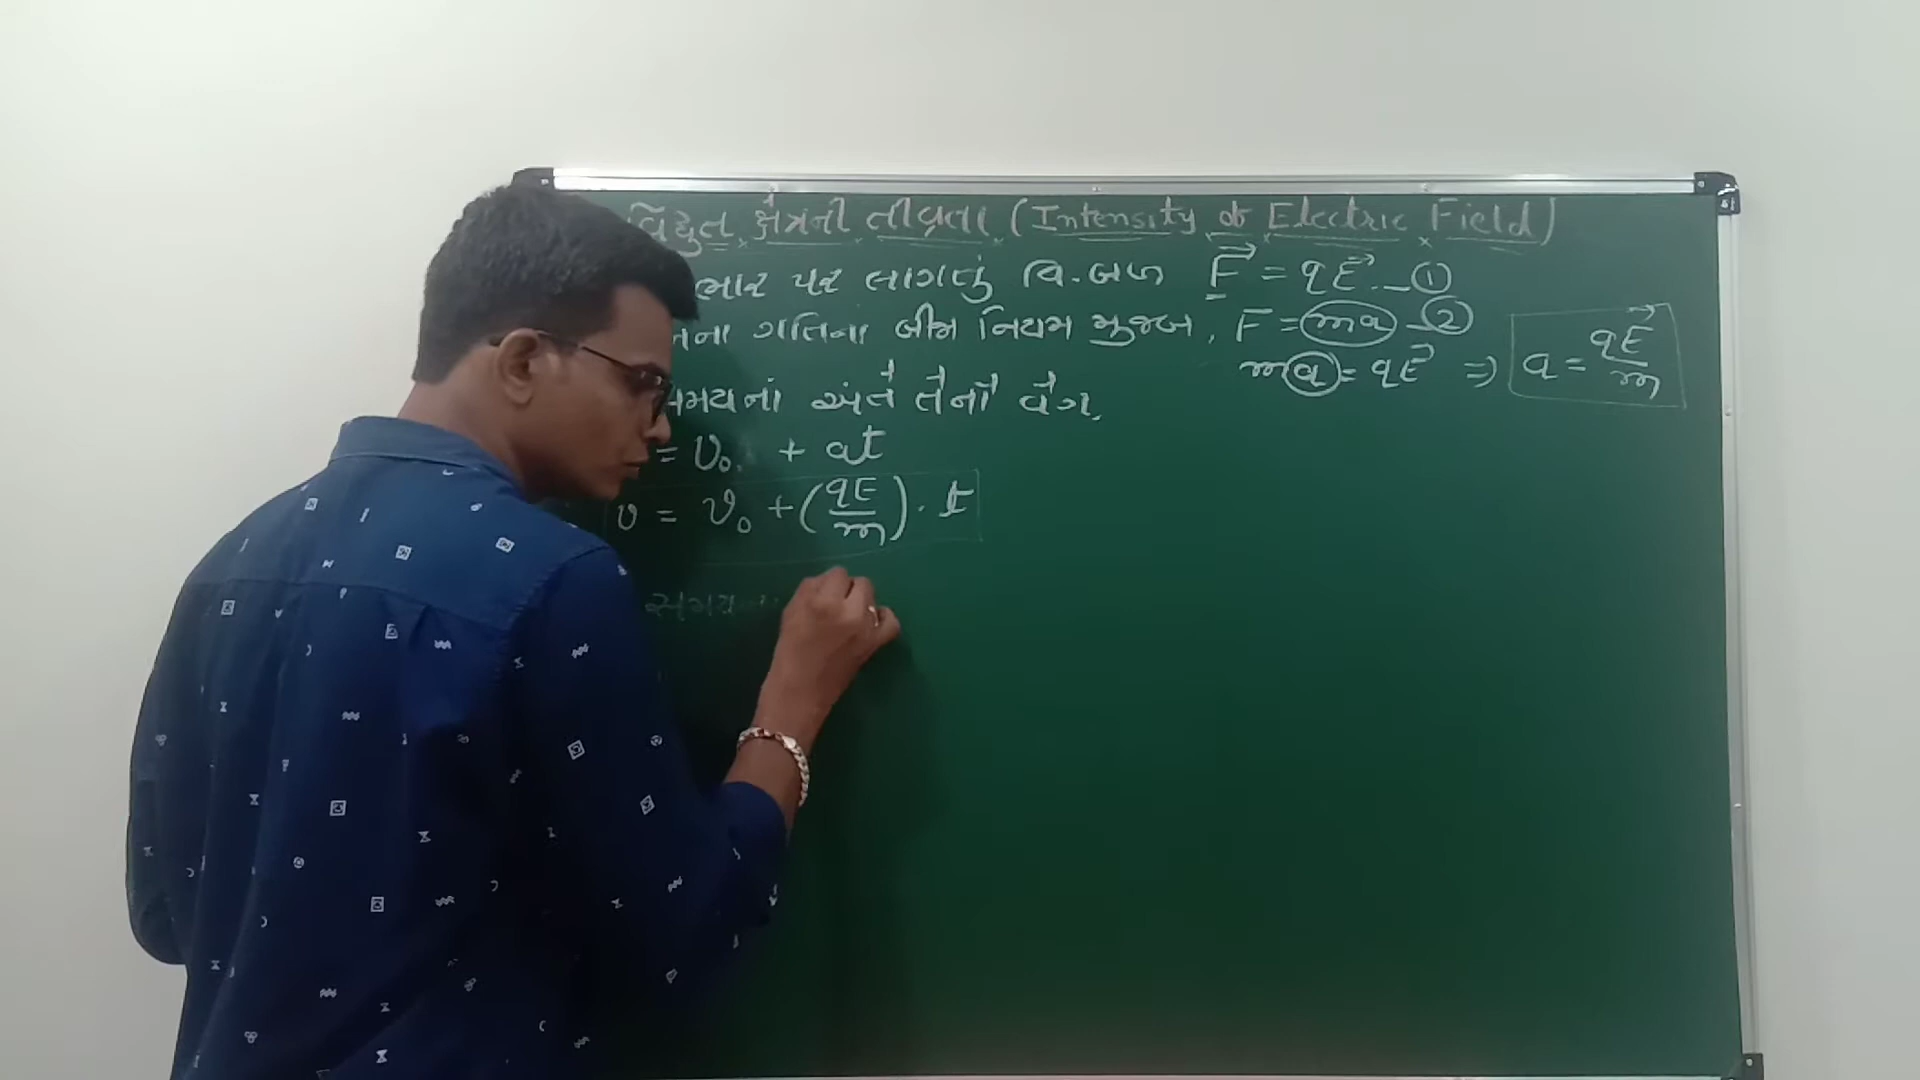 વિદ્યુત ક્ષેત્રની તીવ્રતા (Intensity of Electric Field)
ભાર પર લાગતું વિ.બળ F⃗ = qE⃗ - ①
ના ગતિના બીજા નિયમ મુજબ, F = ma - ②
ma = qE⃗ ⇒ a = qE⃗/m
સમયનાં અંતે તેનો વેગ,
= v₀ + at
v = v₀ + (qE/m) · t
સમય